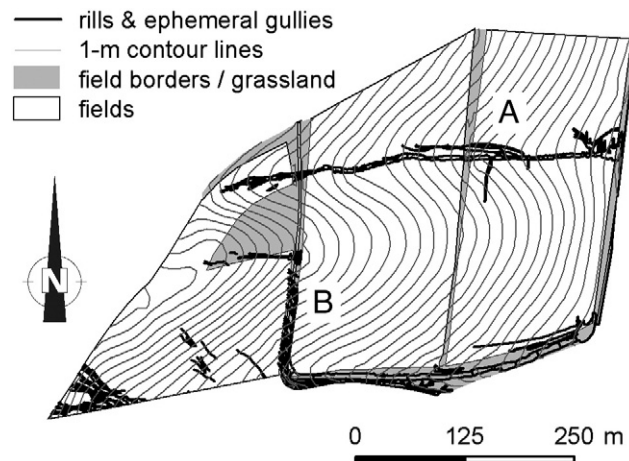 rills & ephemeral gullies
1-m contour lines
field borders / grassland
fields
A
N
B
0 125 250 m